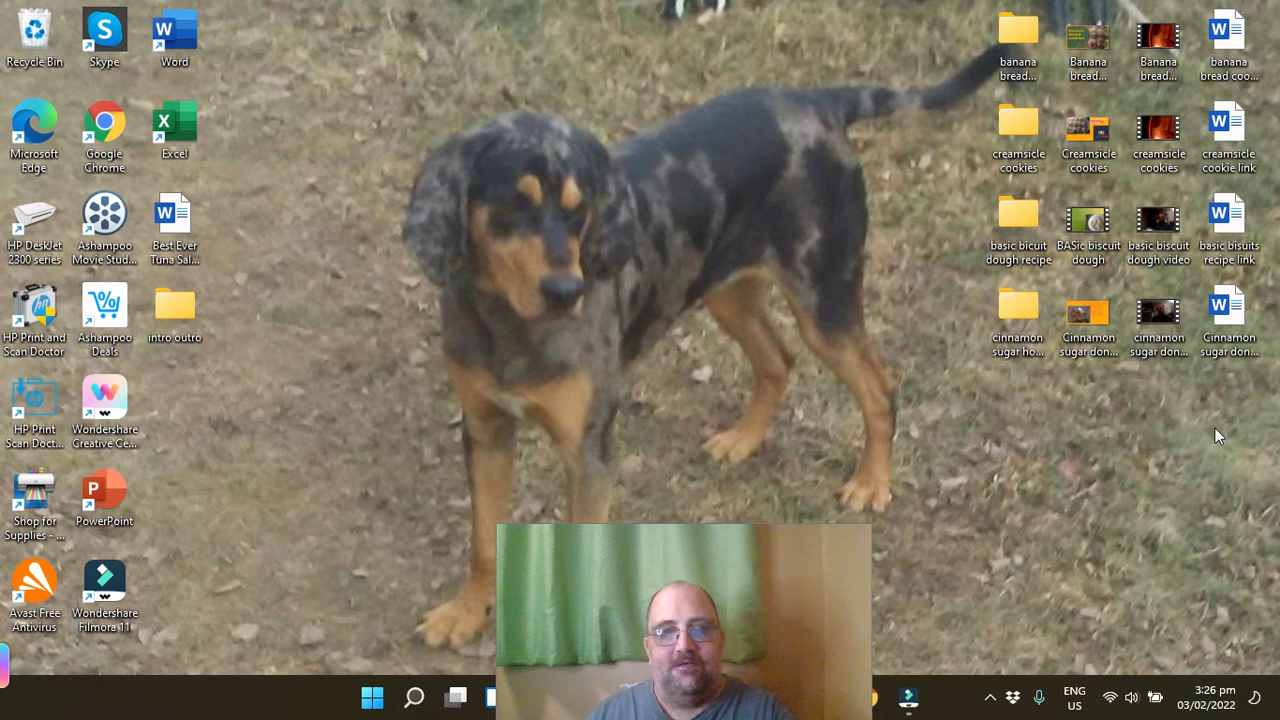 Recycle Bin
Skype
Word
Microsoft
Edge
Google
Chrome
Excel
HP DeskJet
2300 series
Ashampoo
Movie Stud...
Best Ever
Tuna Sal...
HP Print and
Scan Doctor
Ashampoo
Deals
intro outro
HP Print
Scan Doct...
Wondershare
Creative Ce...
Shop for
Supplies - ...
PowerPoint
Avast Free
Antivirus
Wondershare
Filmora 11
banana
bread...
Banana
bread...
Banana
bread...
banana
bread coo...
creamsicle
cookies
Creamsicle
cookies
creamsicle
cookies
creamsicle
cookie link
basic bicuit
dough recipe
BASic biscuit
dough
basic biscuit
dough video
basic bisuits
recipe link
cinnamon
sugar ho...
Cinnamon
sugar don...
cinnamon
sugar don...
Cinnamon
sugar don...
ENG
US
3:26 pm
03/02/2022